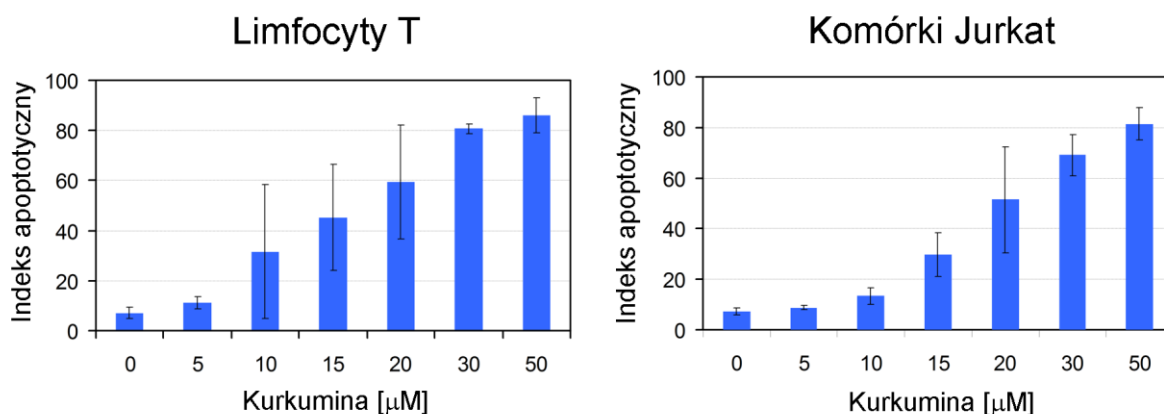 Limfocyty T
Indeks apoptotyczny
100
80
60
40
20
0
0 5 10 15 20 30 50
Kurkumina [μM]
Komórki Jurkat
Indeks apoptotyczny
100
80
60
40
20
0
0 5 10 15 20 30 50
Kurkumina [μM]